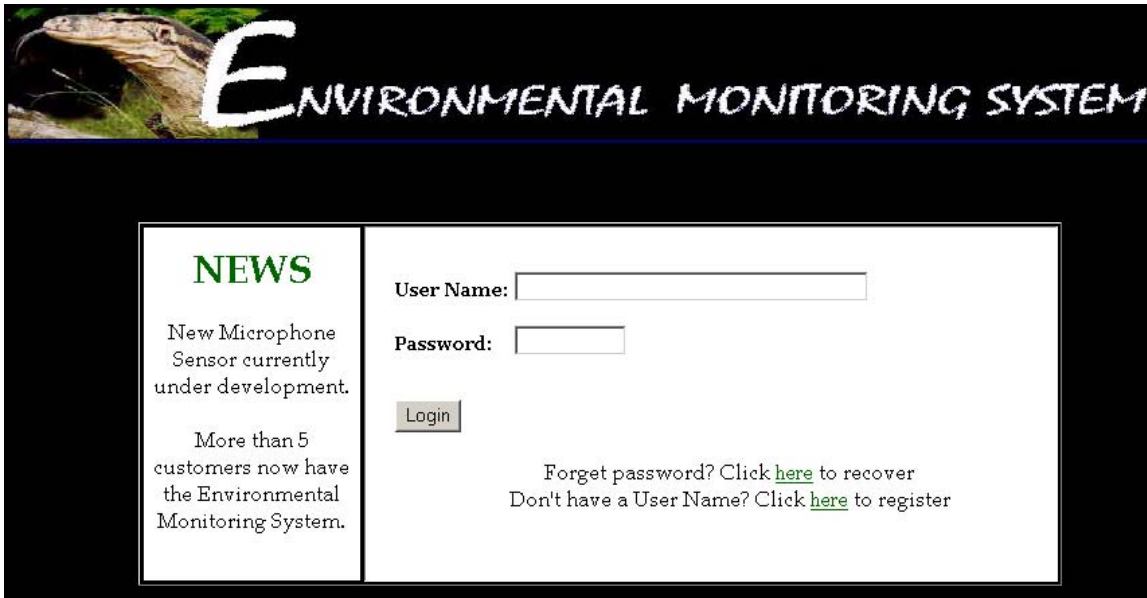 ENVIRONMENTAL MONITORING SYSTEM
NEWS
New Microphone
Sensor currently
under development.
More than 5
customers now have
the Environmental
Monitoring System.
User Name:
Password:
Login
Forget password? Click here to recover
Don't have a User Name? Click here to register